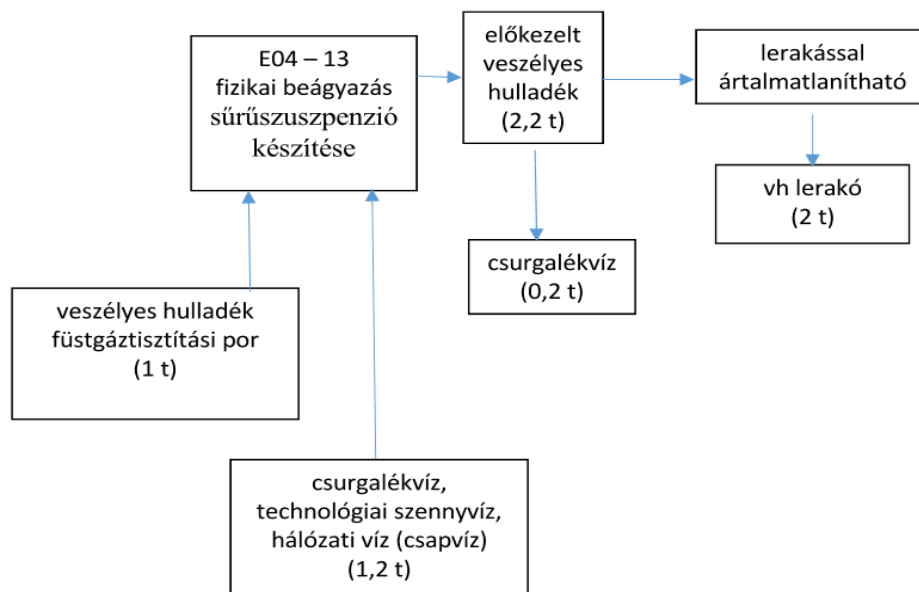 E04 – 13
fizikai beágyazás
sűrűszuszpenzió
készítése
előkezelt
veszélyes
hulladék
(2,2 t)
lerakással
ártalmatlanítható
vh lerakó
(2 t)
csurgalékvíz
(0,2 t)
veszélyes hulladék
füstgáztisztítási por
(1 t)
csurgalékvíz,
technológiai szennyvíz,
hálózati víz (csapvíz)
(1,2 t)